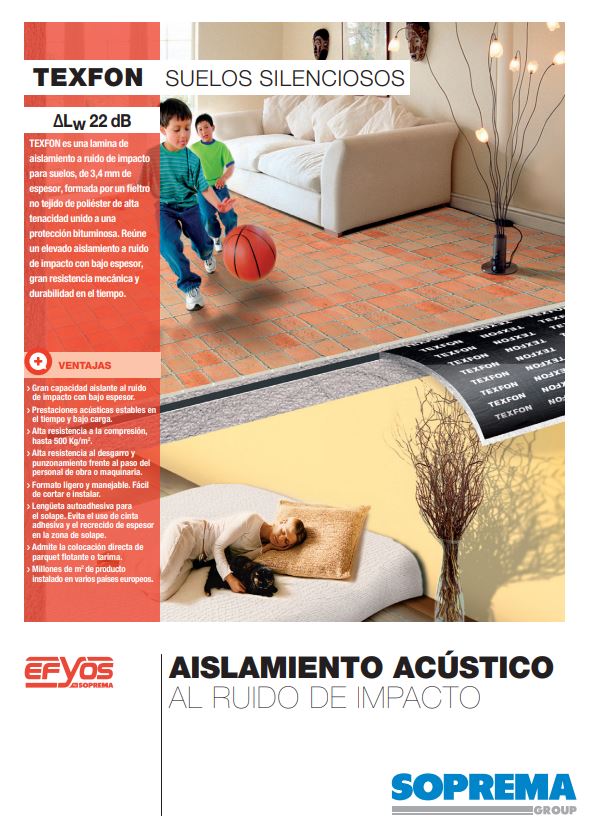 TEXFON SUELOS SILENCIOSOS
ΔLw 22 dB
TEXFON es una lamina de
aislamiento a ruido de impacto
para suelos, de 3,4 mm de
espesor, formada por un fieltro
no tejido de poliéster de alta
tenacidad unido a una
protección bituminosa. Reúne
un elevado aislamiento a ruido
de impacto con bajo espesor,
gran resistencia mecánica y
durabilidad en el tiempo.
VENTAJAS
› Gran capacidad aislante al ruido
de impacto con bajo espesor.
› Prestaciones acústicas estables en
el tiempo y bajo carga.
› Alta resistencia a la compresión,
hasta 500 Kg/m².
› Alta resistencia al desgarro y
punzonamiento frente al paso del
personal de obra o maquinaria.
› Formato ligero y manejable. Fácil
de cortar e instalar.
› Lengüeta autoadhesiva para
el solape. Evita el uso de cinta
adhesiva y el recrecido de espesor
en la zona de solape.
› Admite la colocación directa de
parquet flotante o tarima.
› Millones de m² de producto
instalado en varios países europeos.
TEXFON TEXFON TEXFON
TEXFON TEXFON TEXFON
TEXFON TEXFON TEXFON
TEXFON TEXFON TEXFON
EFYOS
SOPREMA
AISLAMIENTO ACÚSTICO
AL RUIDO DE IMPACTO
SOPREMA
GROUP